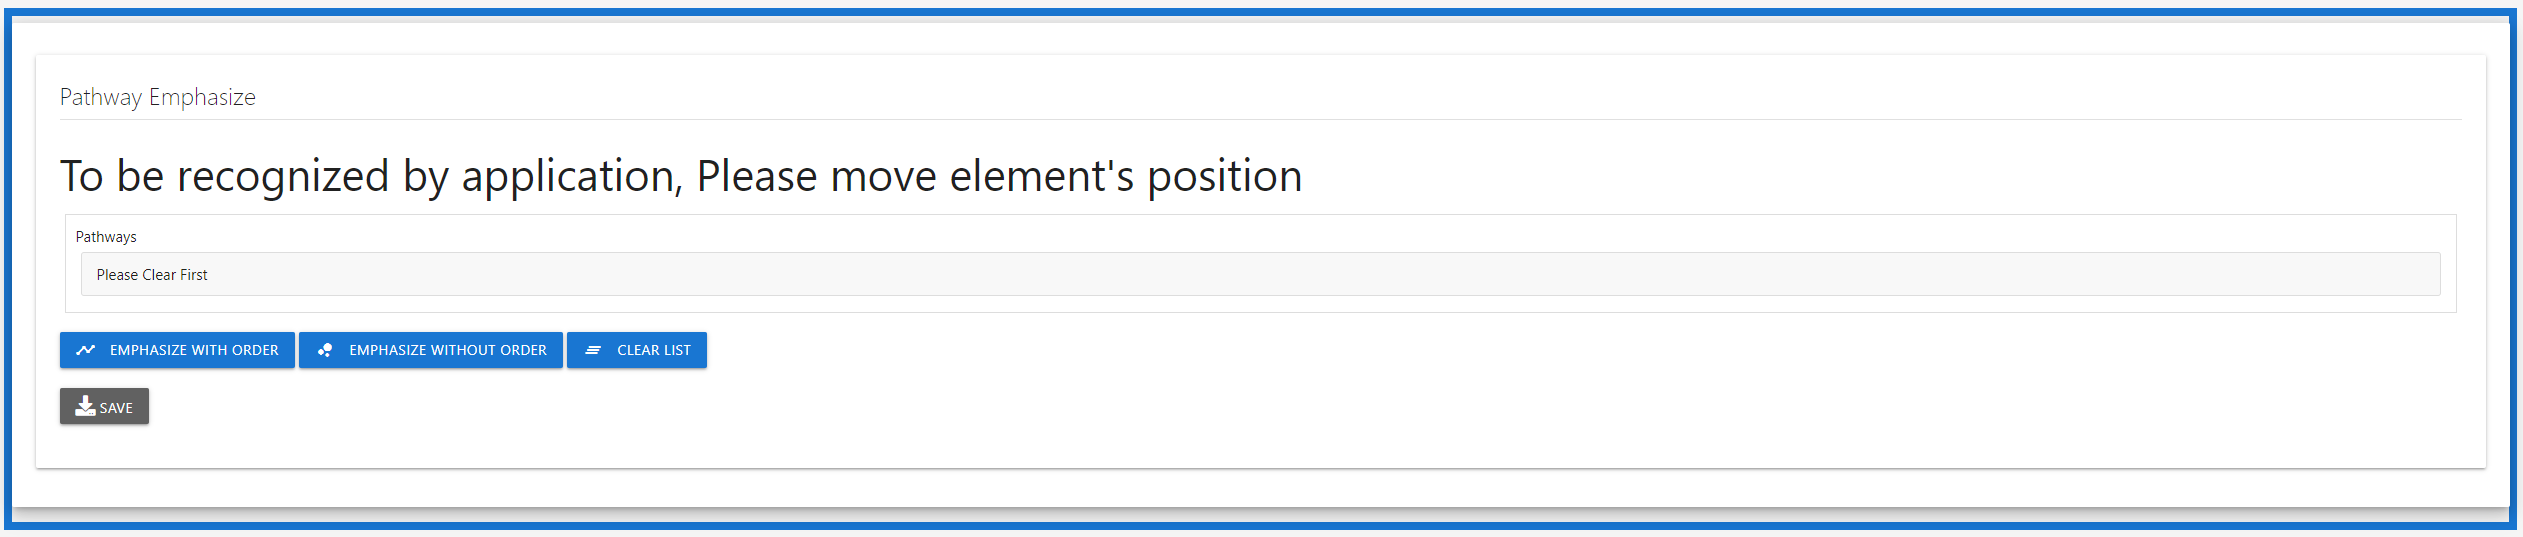 Pathway Emphasize
To be recognized by application, Please move element's position
Pathways
Please Clear First
EMPHASIZE WITH ORDER EMPHASIZE WITHOUT ORDER CLEAR LIST
SAVE